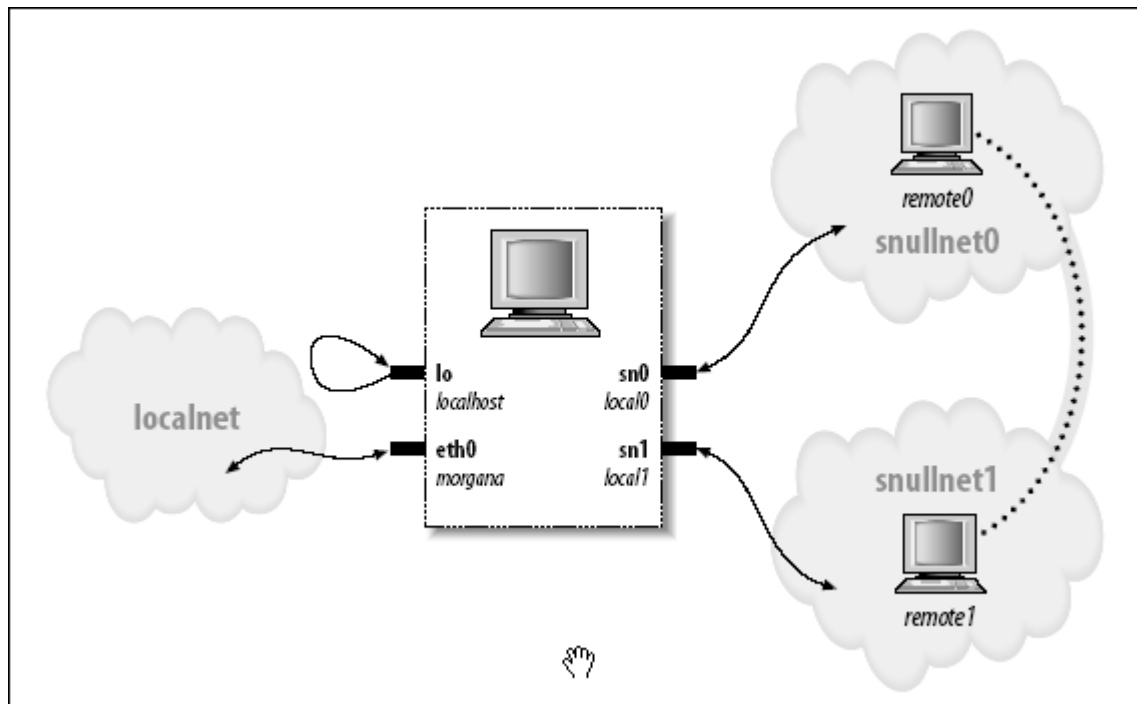 remote0
snullnet0
localnet
lo
localhost
eth0
morgana
sn0
local0
sn1
local1
snullnet1
remote1